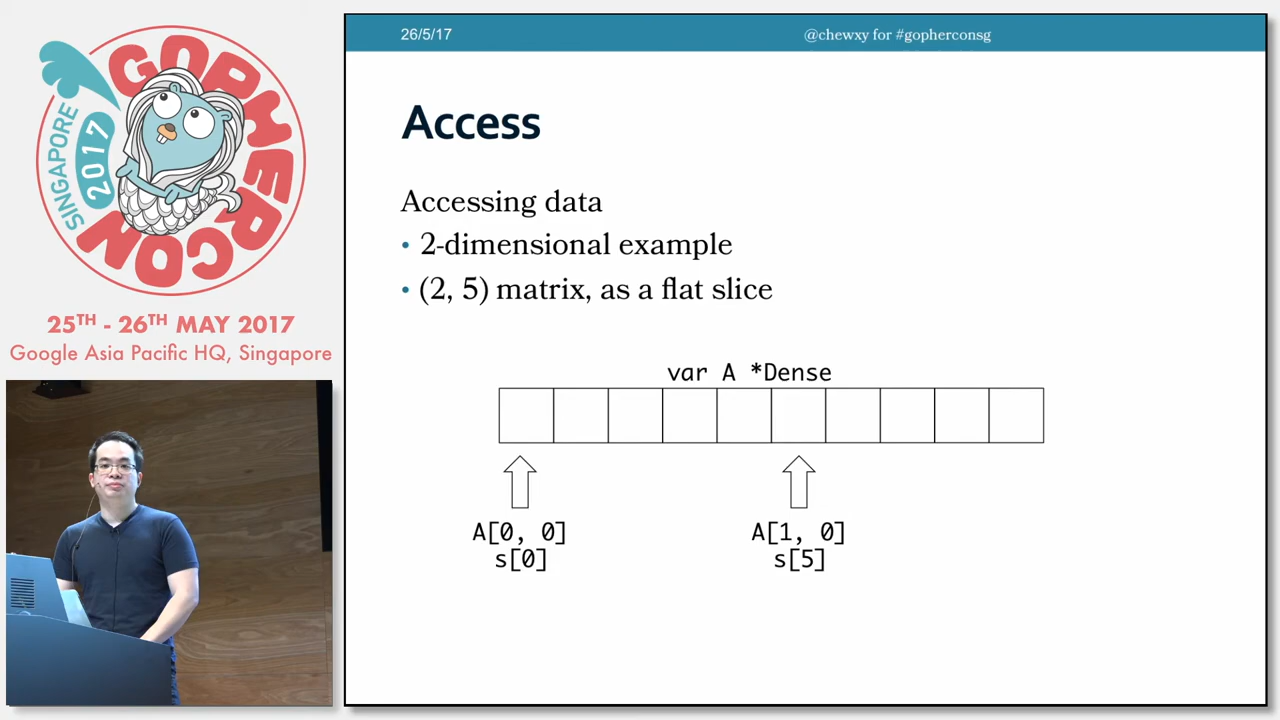 GOPHERCON
SINGAPORE
2017
25TH - 26TH MAY 2017
Google Asia Pacific HQ, Singapore
26/5/17
@chewxy for #gopherconsg
Access
Accessing data
• 2-dimensional example
• (2, 5) matrix, as a flat slice
var A *Dense
A[0, 0]
s[0]
A[1, 0]
s[5]